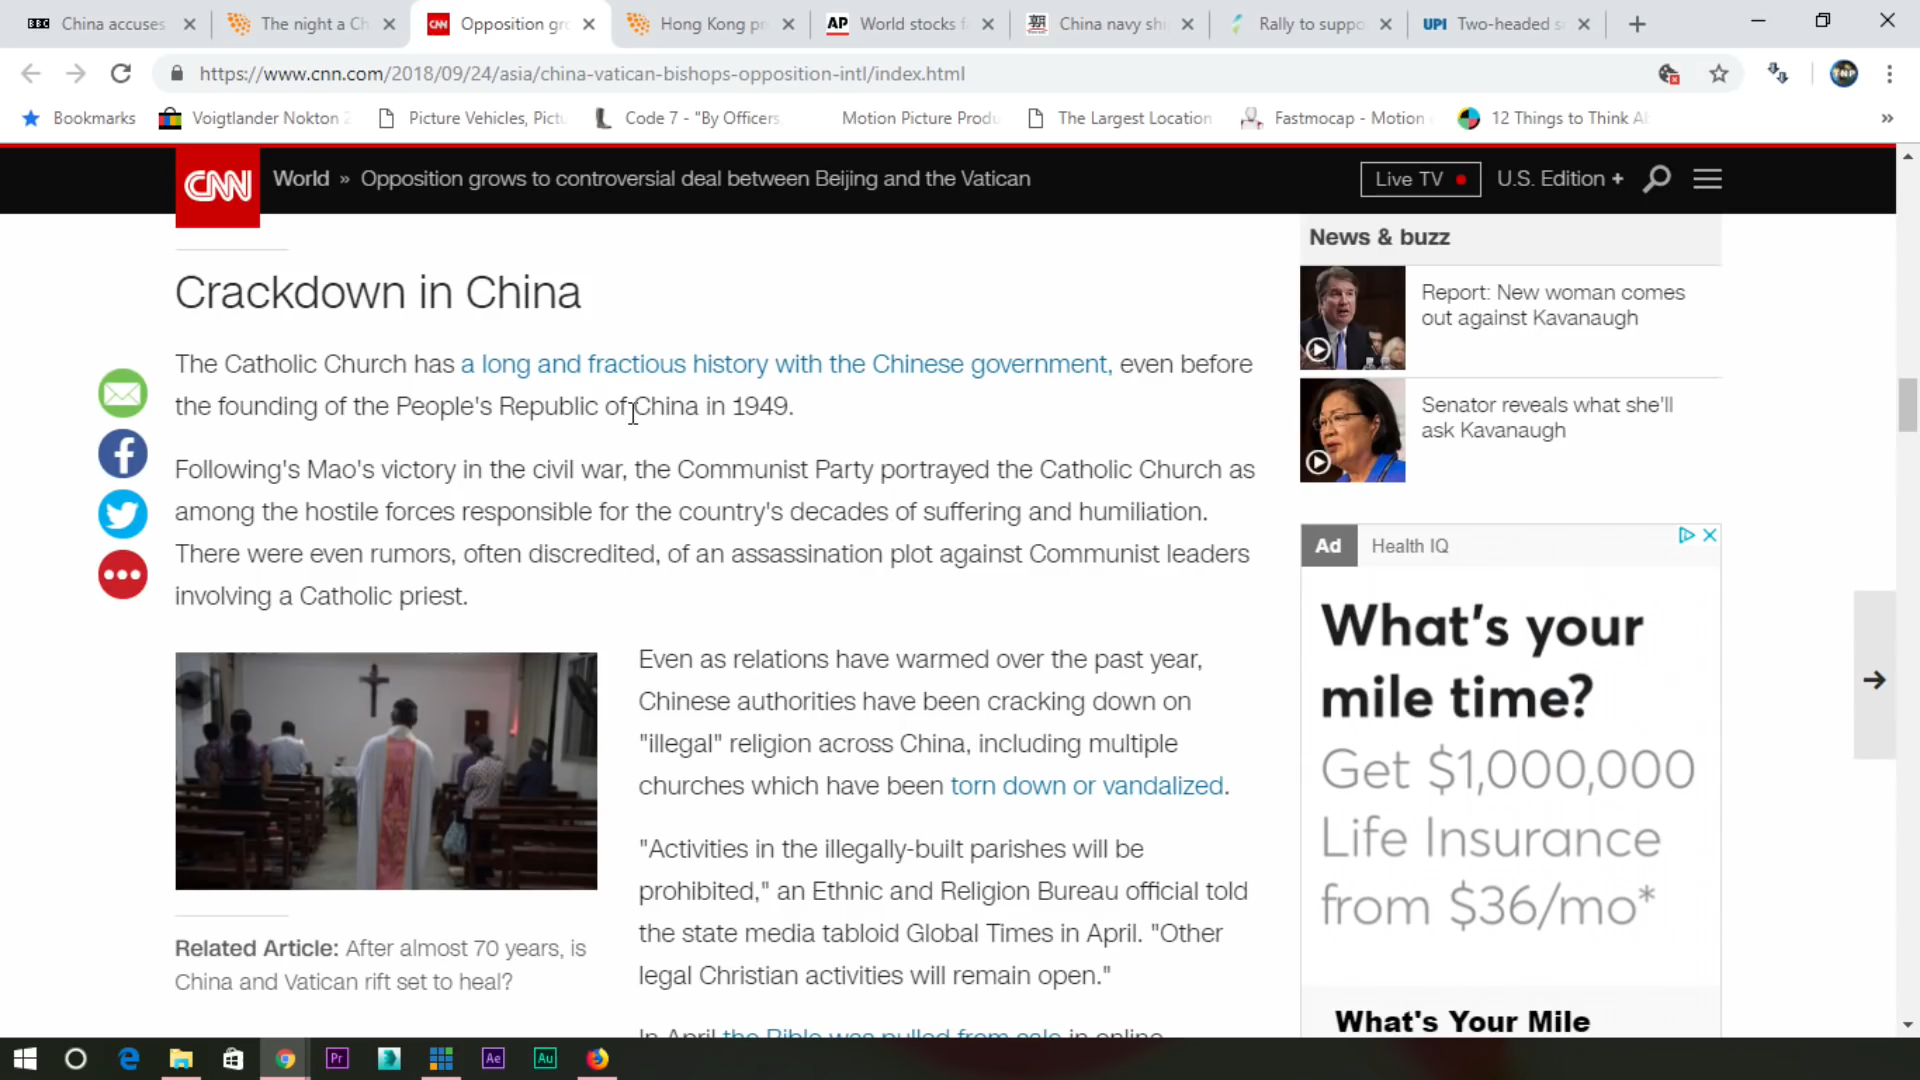 BBC China accuses
The night a Ch
CNN Opposition gr
Hong Kong p
AP World stocks f
China navy shi
Rally to suppo
UPI Two-headed s
https://www.cnn.com/2018/09/24/asia/china-vatican-bishops-opposition-intl/index.html
TNP
Bookmarks
Voigtlander Nokton
Picture Vehicles, Pictu
Code 7 - "By Officers
Motion Picture Produ
The Largest Location
Fastmocap - Motion
12 Things to Think A
CNN World » Opposition grows to controversial deal between Beijing and the Vatican
Live TV
U.S. Edition +
Crackdown in China
The Catholic Church has a long and fractious history with the Chinese government, even before
the founding of the People's Republic of China in 1949.
Following's Mao's victory in the civil war, the Communist Party portrayed the Catholic Church as
among the hostile forces responsible for the country's decades of suffering and humiliation.
There were even rumors, often discredited, of an assassination plot against Communist leaders
involving a Catholic priest.
Related Article: After almost 70 years, is
China and Vatican rift set to heal?
Even as relations have warmed over the past year,
Chinese authorities have been cracking down on
"illegal" religion across China, including multiple
churches which have been torn down or vandalized.
"Activities in the illegally-built parishes will be
prohibited," an Ethnic and Religion Bureau official told
the state media tabloid Global Times in April. "Other
legal Christian activities will remain open."
In April the Bible was pulled from sale in online
News & buzz
Report: New woman comes
out against Kavanaugh
Senator reveals what she'll
ask Kavanaugh
Ad Health IQ
What's your
mile time?
Get $1,000,000
Life Insurance
from $36/mo*
What's Your Mile
Pr
Ae
Au